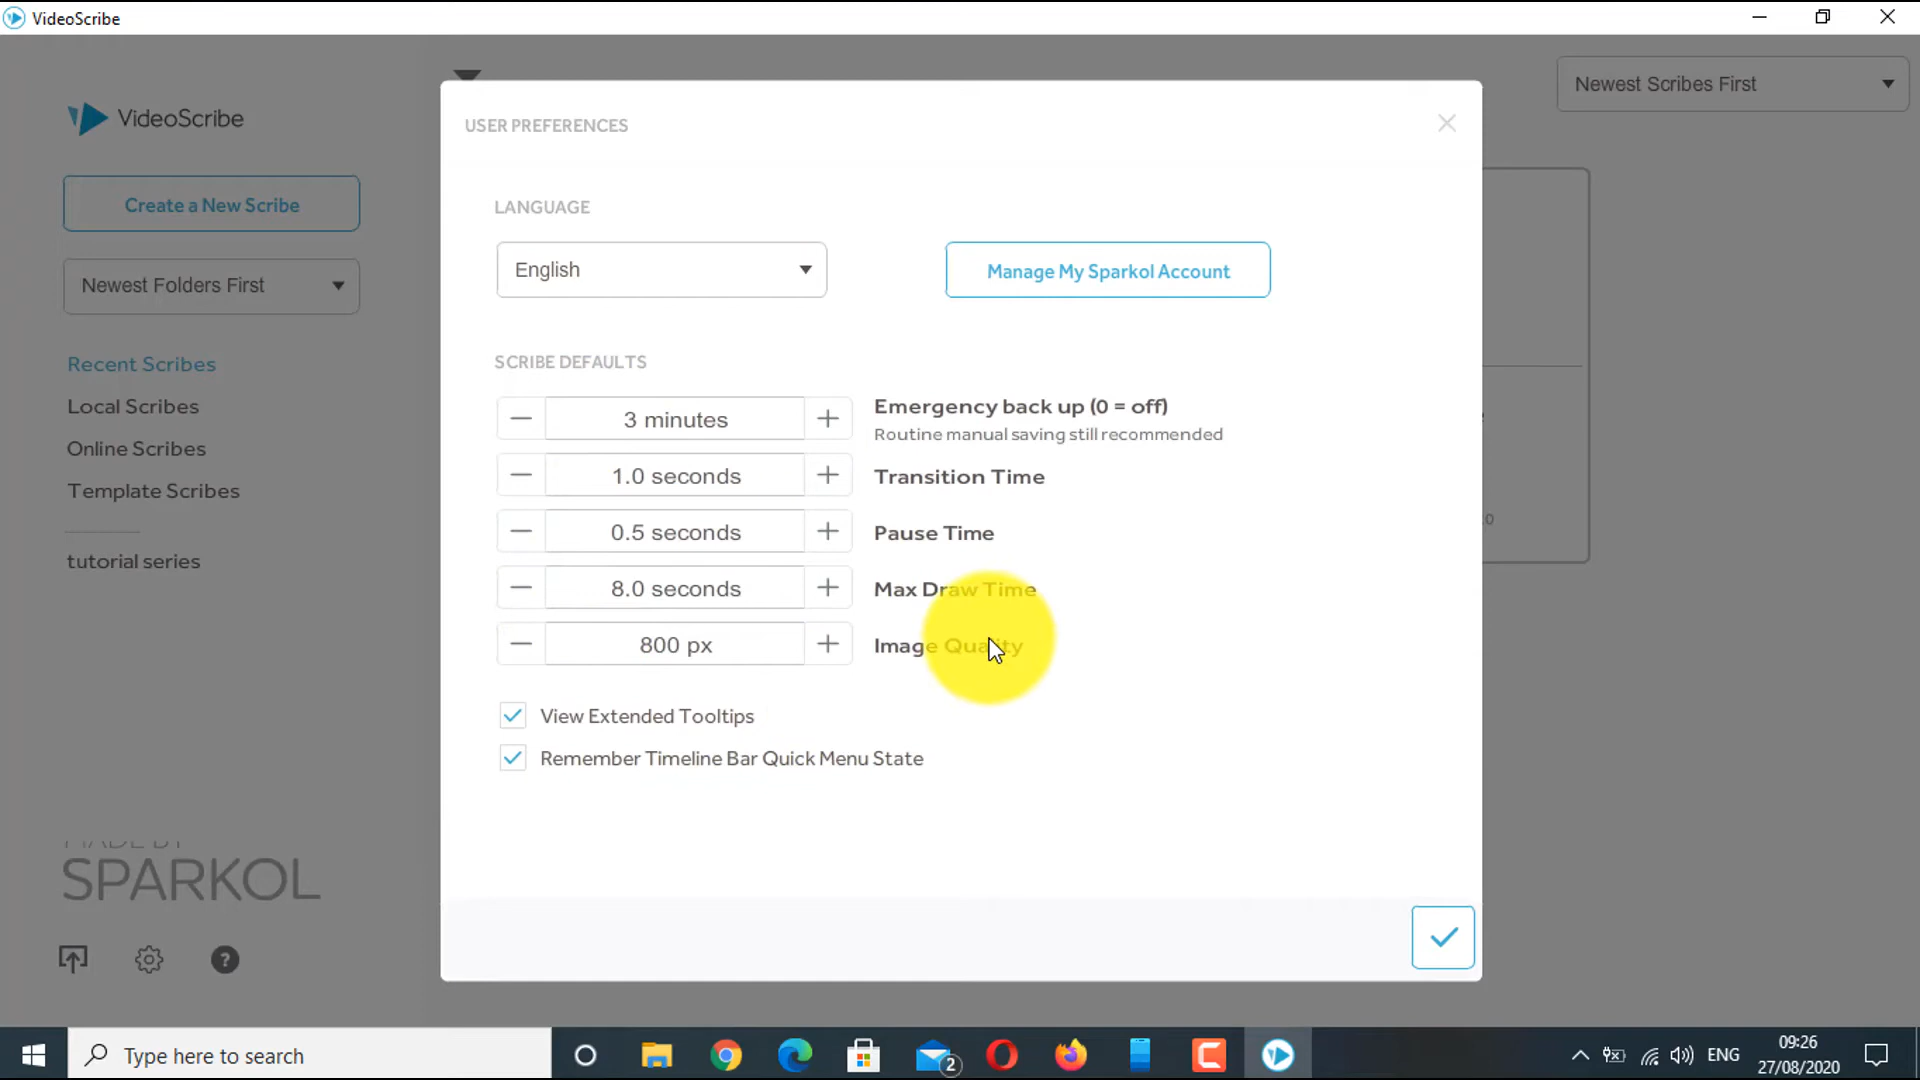 VideoScribe
VideoScribe
Newest Scribes First
Create a New Scribe
Newest Folders First
Recent Scribes
Local Scribes
Online Scribes
Template Scribes
tutorial series
MADE BY
SPARKOL
?
USER PREFERENCES
LANGUAGE
English
Manage My Sparkol Account
SCRIBE DEFAULTS
3 minutes
Emergency back up (0 = off)
Routine manual saving still recommended
1.0 seconds
Transition Time
0.5 seconds
Pause Time
8.0 seconds
Max Draw Time
800 px
Image Quality
View Extended Tooltips
Remember Timeline Bar Quick Menu State
Type here to search
2
ENG
09:26
27/08/2020